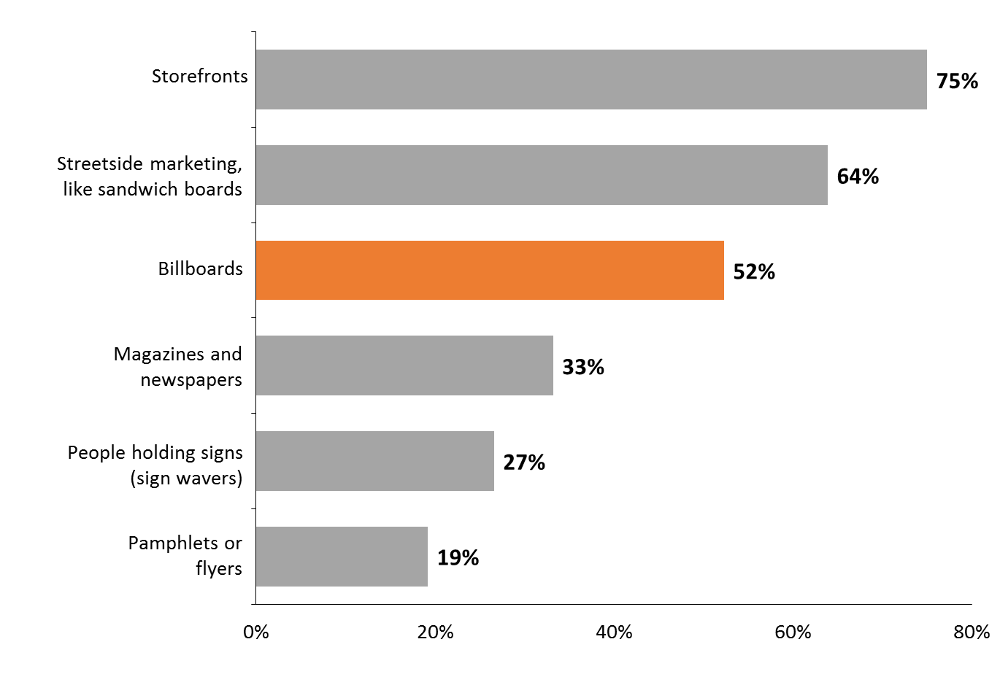 Storefronts
75%
Streetside marketing,
like sandwich boards
64%
Billboards
52%
Magazines and
newspapers
33%
People holding signs
(sign wavers)
27%
Pamphlets or
flyers
19%
0%
20%
40%
60%
80%